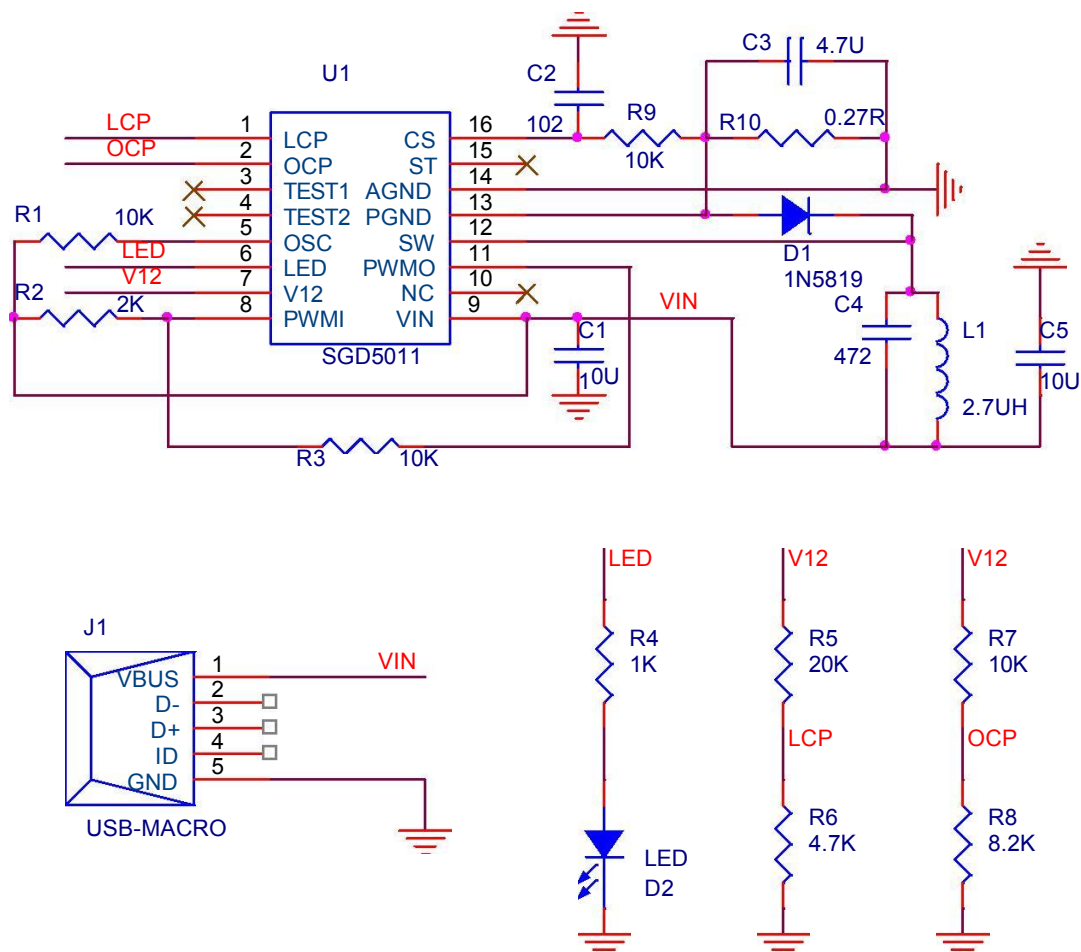 C3
4.7U
U1
C2
LCP
1
LCP
CS
16
102
R9
10K
R10
0.27R
OCP
2
OCP
ST
15
3
TEST1
AGND
14
4
TEST2
PGND
13
R1
10K
5
OSC
SW
12
D1
1N5819
LED
6
LED
PWMO
11
V12
7
V12
NC
10
R2
2K
8
PWMI
VIN
9
VIN
SGD5011
C1
10U
C4
472
L1
2.7UH
C5
10U
R3
10K
J1
VBUS
1
VIN
D-
2
D+
3
ID
4
GND
5
USB-MACRO
LED
R4
1K
LED
D2
V12
R5
20K
LCP
R6
4.7K
V12
R7
10K
OCP
R8
8.2K